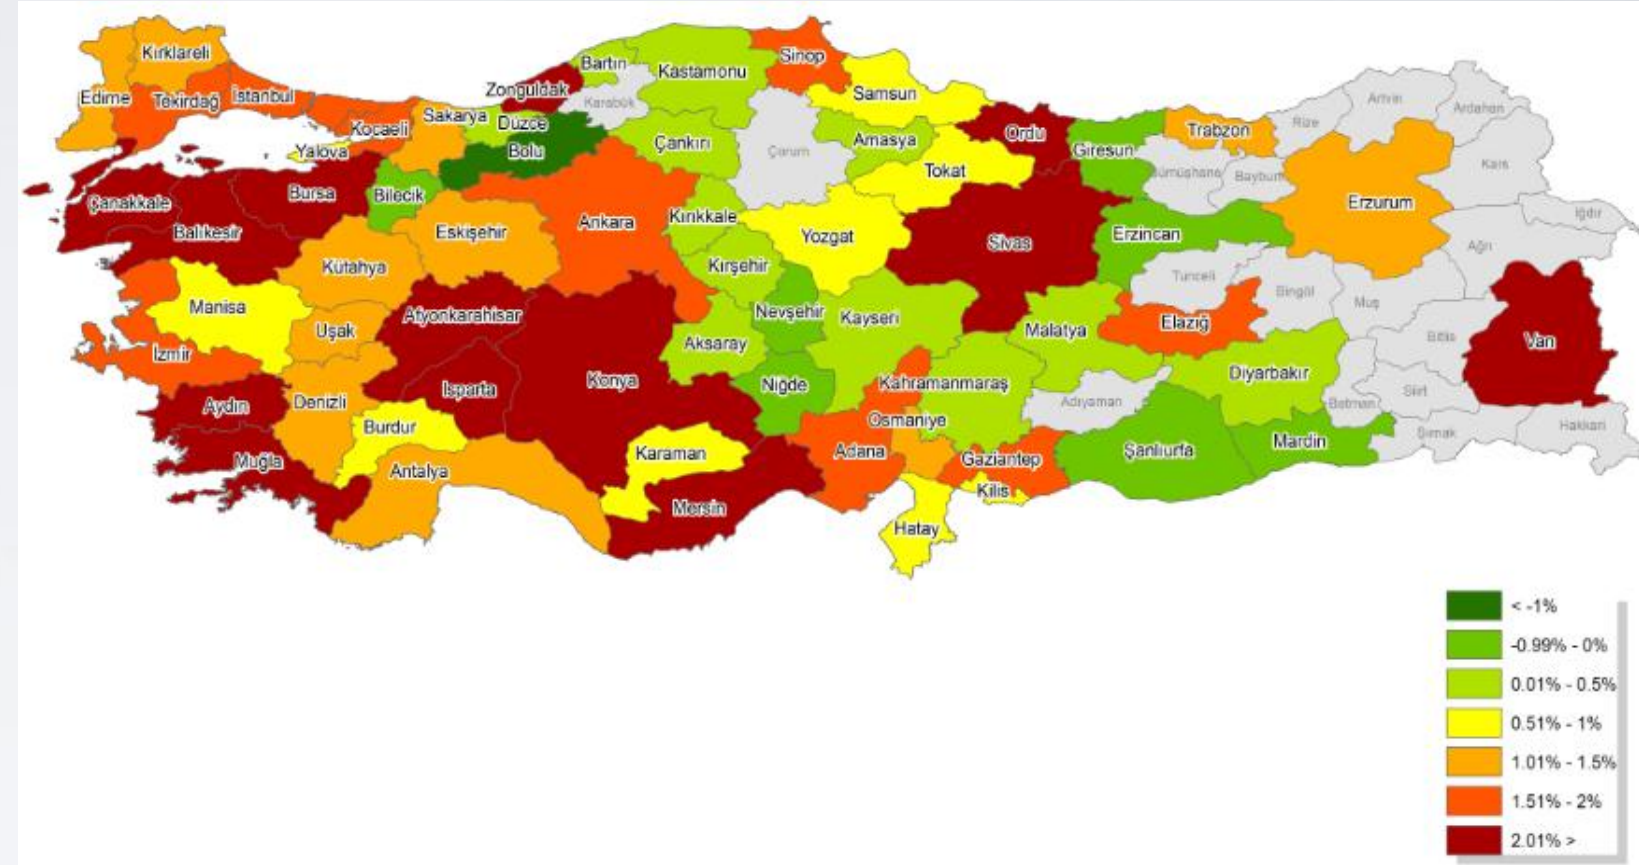 Kırklareli
Edirne
Tekirdağ
İstanbul
Kocaeli
Yalova
Sakarya
Düzce
Bolu
Zonguldak
Bartın
Karabük
Kastamonu
Sinop
Samsun
Çankırı
Çorum
Amasya
Tokat
Ordu
Giresun
Trabzon
Rize
Artvin
Ardahan
Gümüşhane
Bayburt
Erzurum
Kars
Iğdır
Ağrı
Çanakkale
Balıkesir
Bursa
Bilecik
Eskişehir
Kütahya
Ankara
Kırıkkale
Kırşehir
Yozgat
Sivas
Erzincan
Tunceli
Bingöl
Muş
Bitlis
Van
Manisa
Uşak
Afyonkarahisar
İzmir
Aydın
Denizli
Isparta
Burdur
Muğla
Antalya
Konya
Aksaray
Nevşehir
Niğde
Kayseri
Malatya
Elazığ
Diyarbakır
Kahramanmaraş
Adıyaman
Batman
Siirt
Şırnak
Hakkari
Karaman
Mersin
Adana
Osmaniye
Gaziantep
Kilis
Hatay
Şanlıurfa
Mardin
< -1%
-0.99% - 0%
0.01% - 0.5%
0.51% - 1%
1.01% - 1.5%
1.51% - 2%
2.01% >